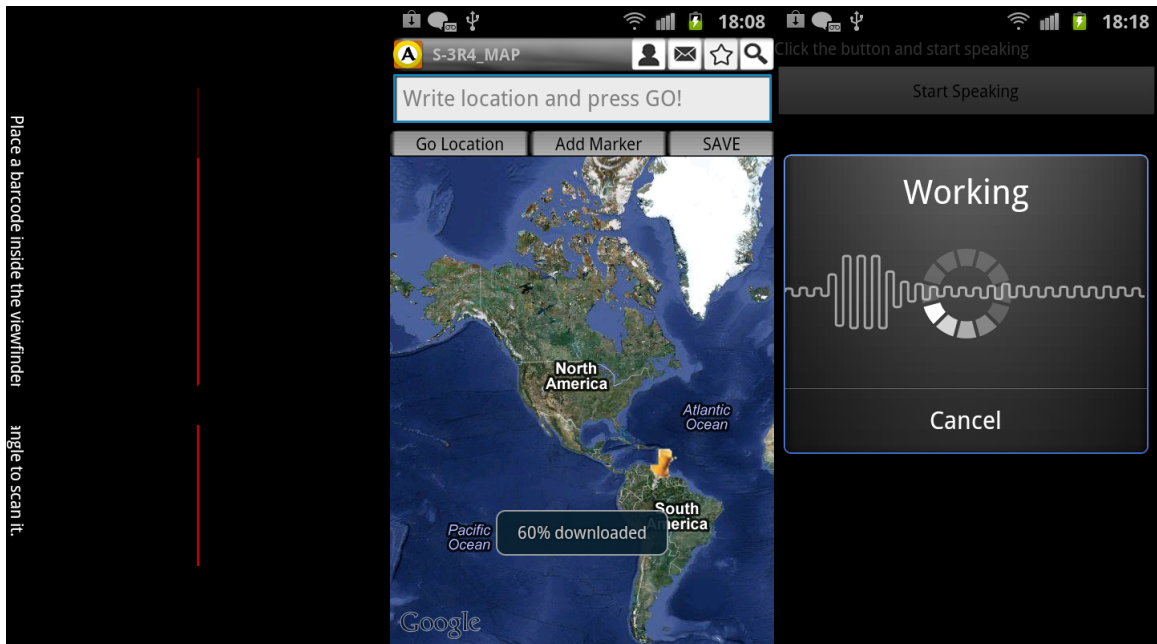 Place a barcode inside the viewfinder
angle to scan it.
18:08
A S-3R4_MAP
Write location and press GO!
Go Location Add Marker SAVE
North
America
Atlantic
Ocean
South
America
Pacific
Ocean
60% downloaded
Google
18:18
Click the button and start speaking
Start Speaking
Working
Cancel